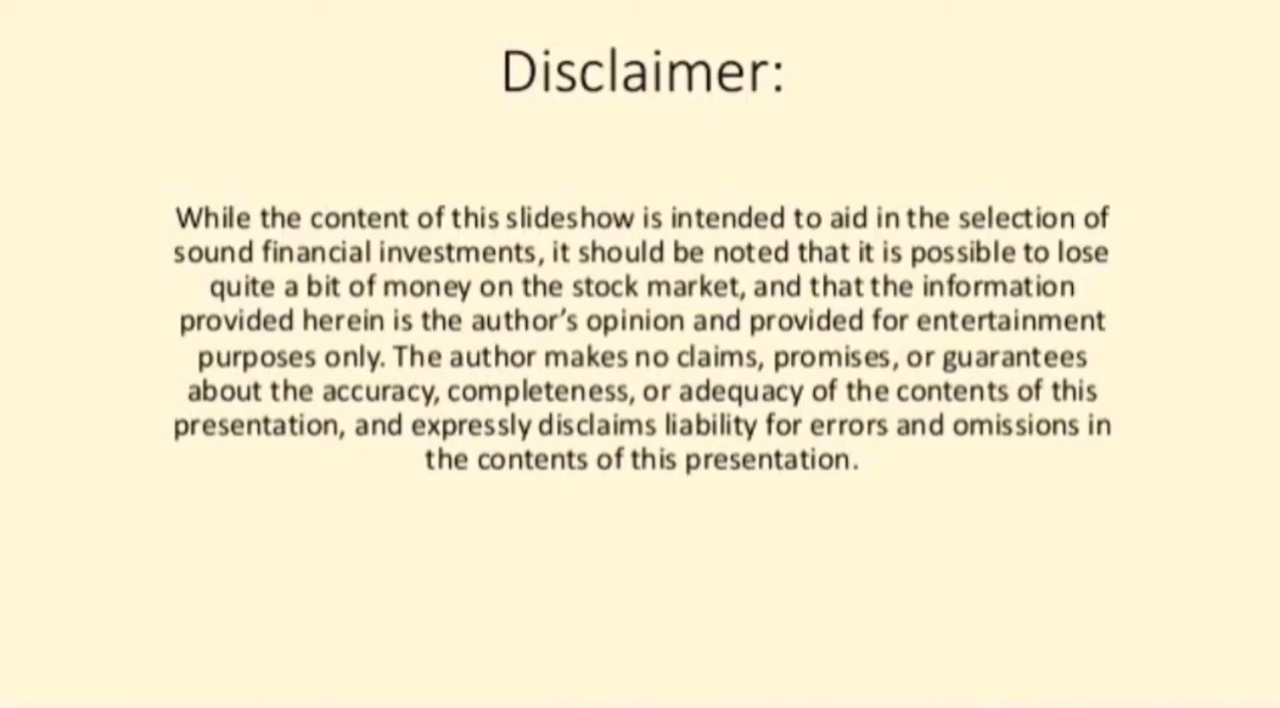 Disclaimer:
While the content of this slideshow is intended to aid in the selection of
sound financial investments, it should be noted that it is possible to lose
quite a bit of money on the stock market, and that the information
provided herein is the author’s opinion and provided for entertainment
purposes only. The author makes no claims, promises, or guarantees
about the accuracy, completeness, or adequacy of the contents of this
presentation, and expressly disclaims liability for errors and omissions in
the contents of this presentation.